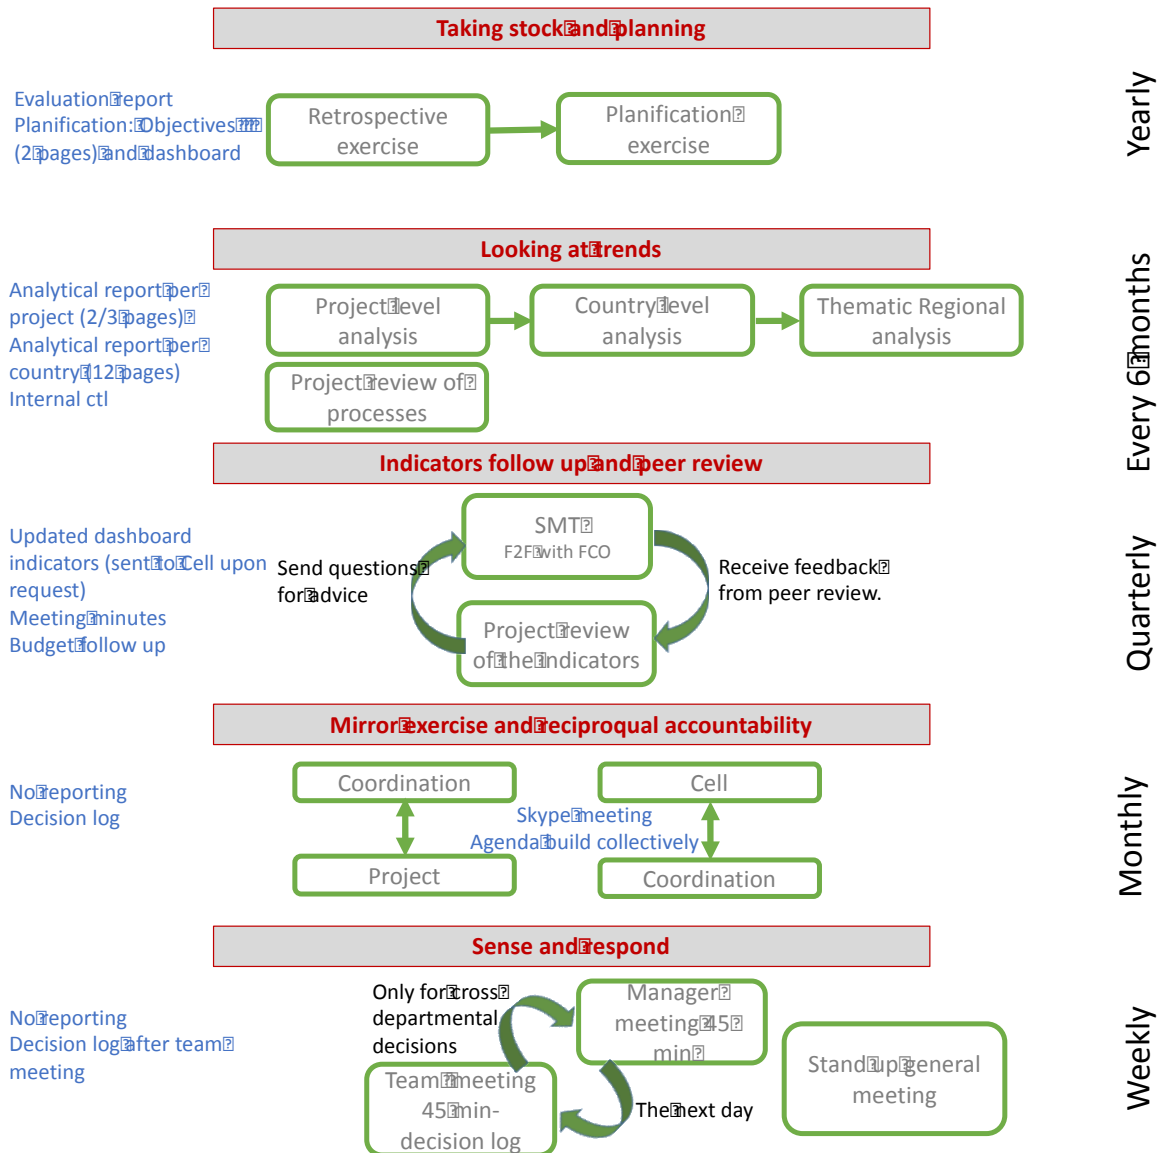 Taking stock and planning
Evaluation report
Planification: Objectives
(2 pages) and dashboard
Retrospective
exercise
Planification
exercise
Yearly
Looking at trends
Analytical report per
project (2/3 pages)
Analytical report per
country (12 pages)
Internal ctl
Project level
analysis
Country level
analysis
Thematic Regional
analysis
Project review of
processes
Every 6 months
Indicators follow up and peer review
Updated dashboard
indicators (sent to Cell upon
request)
Meeting minutes
Budget follow up
Send questions
for advice
SMT
F2F with FCO
Receive feedback
from peer review.
Project review
of the indicators
Quarterly
Mirror exercise and reciproqual accountability
No reporting
Decision log
Coordination
Project
Skype meeting
Agenda build collectively
Cell
Coordination
Monthly
Sense and respond
No reporting
Decision log after team
meeting
Only for cross
departmental
decisions
Manager
meeting 45
min
Team meeting
45 min-
decision log
The next day
Stand up general
meeting
Weekly